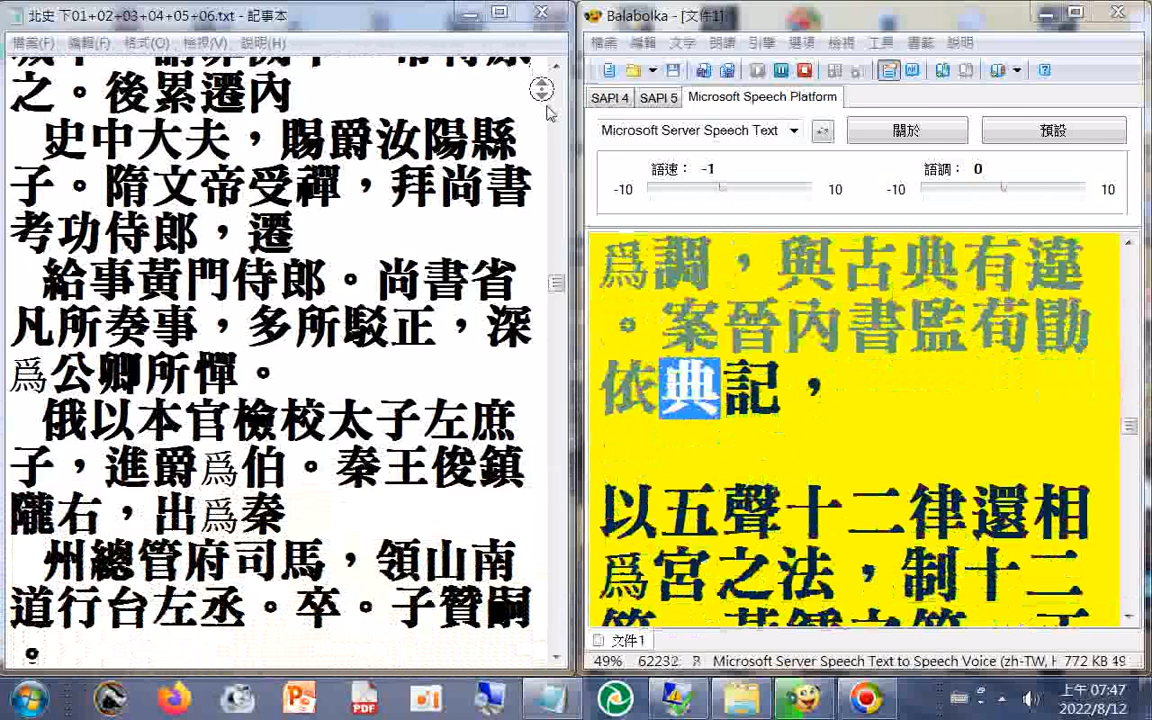 北史 下01+02+03+04+05+06.txt - 記事本
檔案(F) 編輯(E) 格式(O) 檢視(V) 說明(H)
之。後累遷內
史中大夫，賜爵汝陽縣
子。隋文帝受禪，拜尚書
考功侍郎，遷
給事黃門侍郎。尚書省
凡所奏事，多所駁正，深
爲公卿所憚。
俄以本官檢校太子左庶
子，進爵爲伯。秦王俊鎮
隴右，出爲秦
州總管府司馬，領山南
道行台左丞。卒。子贊嗣
。
Balabolka - [文件1]
檔案 編輯 文字 朗讀 引擎 選項 檢視 工具 書籤 說明
SAPI 4 SAPI 5 Microsoft Speech Platform
Microsoft Server Speech Text 關於 預設
語速： -1 語調： 0
-10 10 -10 10
爲調，與古典有違
。案晉內書監荀勖
依典記，
以五聲十二律還相
爲宮之法，制十二
文件1
49% 62232 Microsoft Server Speech Text to Speech Voice (zh-TW, H 772 KB 49
上午 07:47
2022/8/12